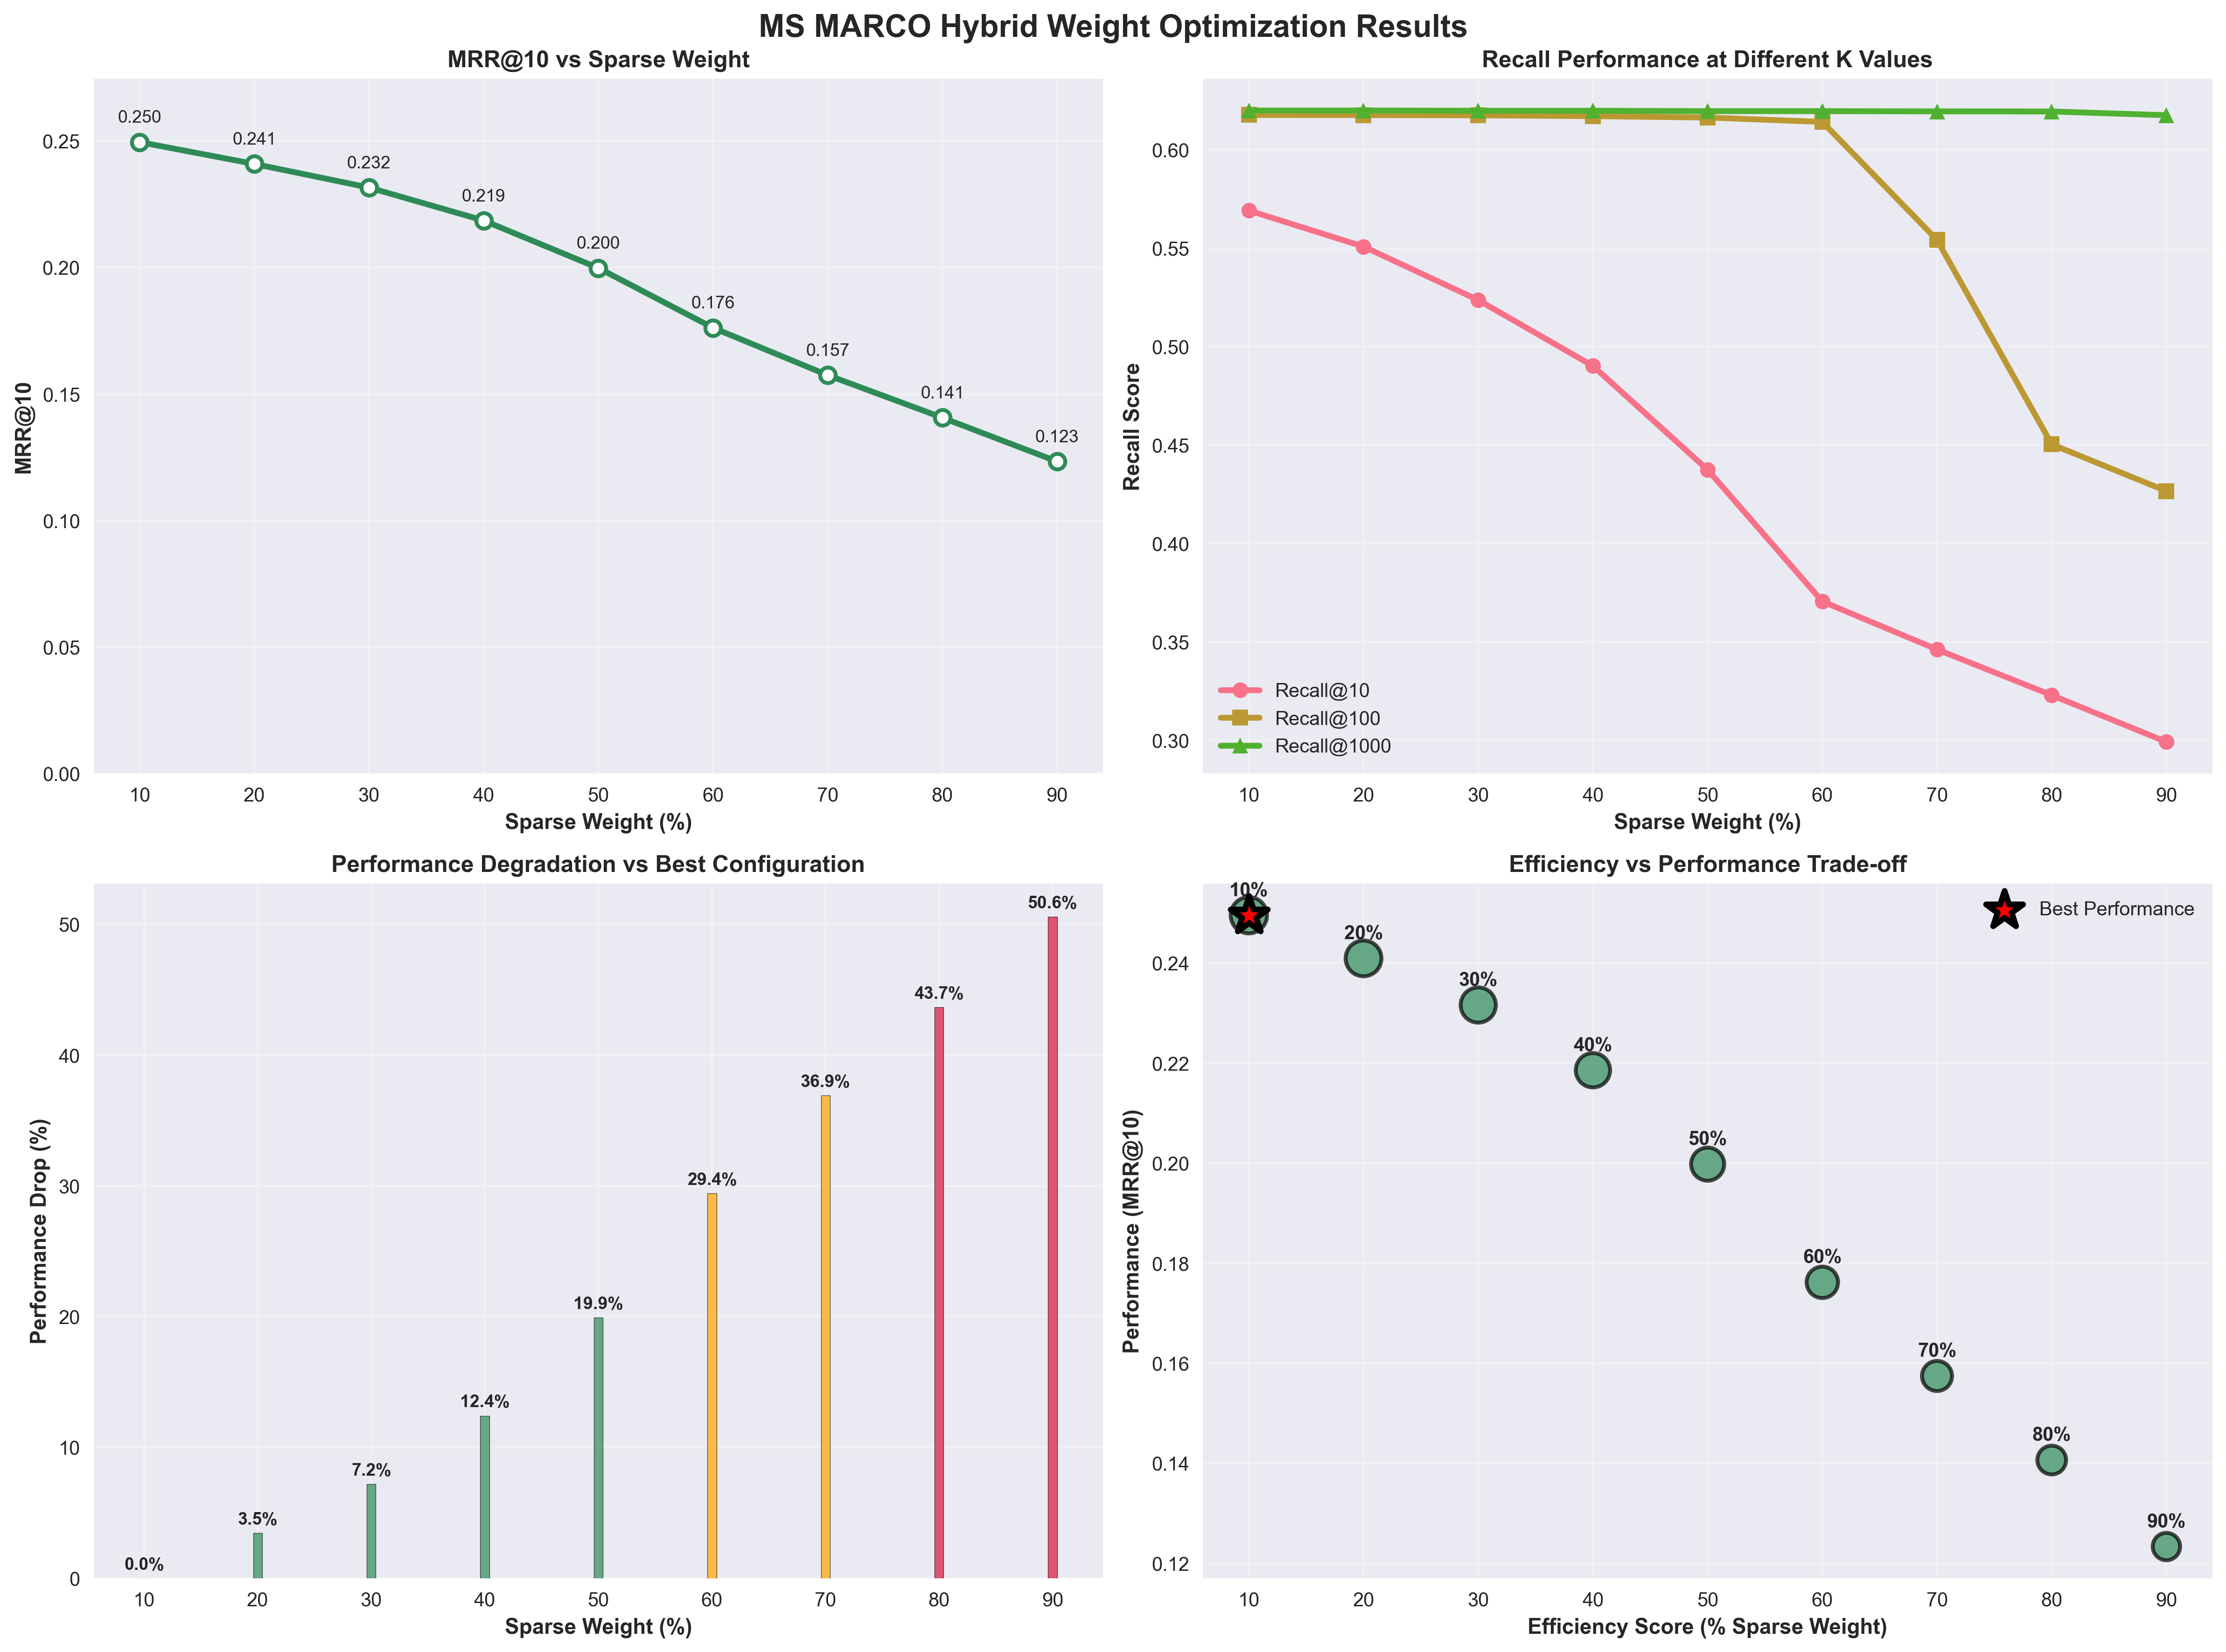 MS MARCO Hybrid Weight Optimization Results
MRR@10 vs Sparse Weight
MRR@10
0.25
0.20
0.15
0.10
0.05
0.00
0.250
0.241
0.232
0.219
0.200
0.176
0.157
0.141
0.123
10 20 30 40 50 60 70 80 90
Sparse Weight (%)
Recall Performance at Different K Values
Recall Score
0.60
0.55
0.50
0.45
0.40
0.35
0.30
Recall@10
Recall@100
Recall@1000
10 20 30 40 50 60 70 80 90
Sparse Weight (%)
Performance Degradation vs Best Configuration
Performance Drop (%)
50
40
30
20
10
0
0.0%
3.5%
7.2%
12.4%
19.9%
29.4%
36.9%
43.7%
50.6%
10 20 30 40 50 60 70 80 90
Sparse Weight (%)
Efficiency vs Performance Trade-off
Performance (MRR@10)
0.24
0.22
0.20
0.18
0.16
0.14
0.12
Best Performance
10%
20%
30%
40%
50%
60%
70%
80%
90%
10 20 30 40 50 60 70 80 90
Efficiency Score (% Sparse Weight)